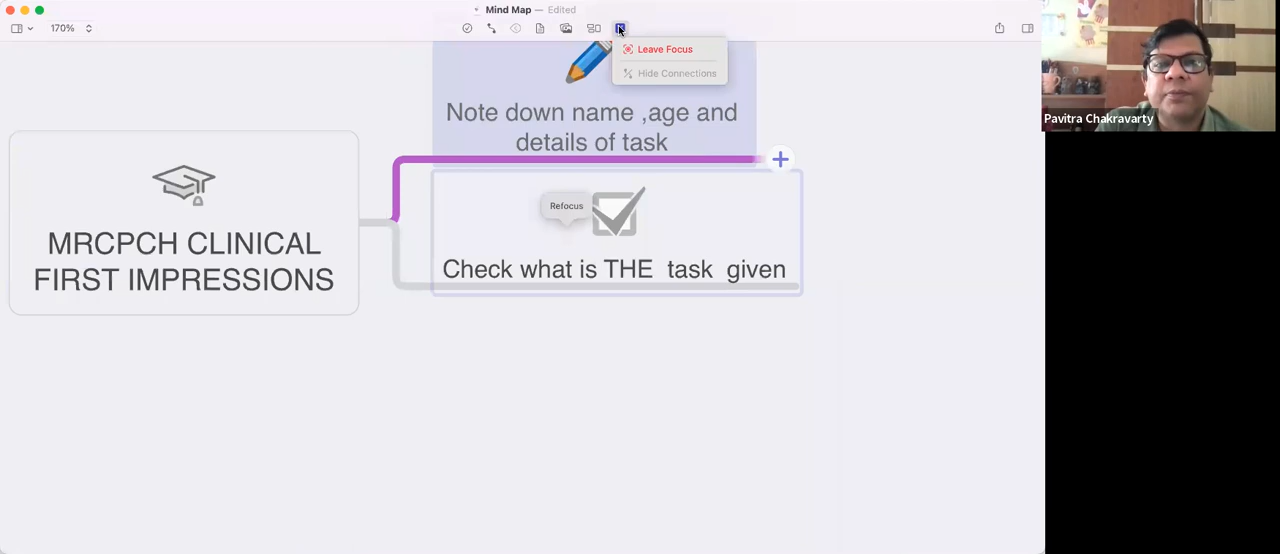 Mind Map — Edited
170%
Leave Focus
Hide Connections
Pavitra Chakravarty
Note down name ,age and
details of task
Refocus
MRCPCH CLINICAL
FIRST IMPRESSIONS
Check what is THE task given